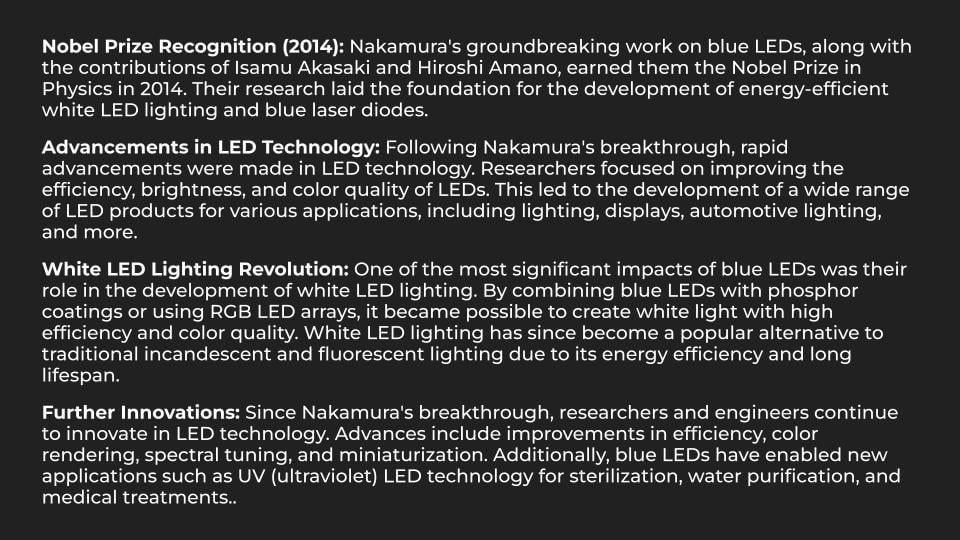 Nobel Prize Recognition (2014): Nakamura's groundbreaking work on blue LEDs, along with
the contributions of Isamu Akasaki and Hiroshi Amano, earned them the Nobel Prize in
Physics in 2014. Their research laid the foundation for the development of energy-efficient
white LED lighting and blue laser diodes.
Advancements in LED Technology: Following Nakamura's breakthrough, rapid
advancements were made in LED technology. Researchers focused on improving the
efficiency, brightness, and color quality of LEDs. This led to the development of a wide range
of LED products for various applications, including lighting, displays, automotive lighting,
and more.
White LED Lighting Revolution: One of the most significant impacts of blue LEDs was their
role in the development of white LED lighting. By combining blue LEDs with phosphor
coatings or using RGB LED arrays, it became possible to create white light with high
efficiency and color quality. White LED lighting has since become a popular alternative to
traditional incandescent and fluorescent lighting due to its energy efficiency and long
lifespan.
Further Innovations: Since Nakamura's breakthrough, researchers and engineers continue
to innovate in LED technology. Advances include improvements in efficiency, color
rendering, spectral tuning, and miniaturization. Additionally, blue LEDs have enabled new
applications such as UV (ultraviolet) LED technology for sterilization, water purification, and
medical treatments..